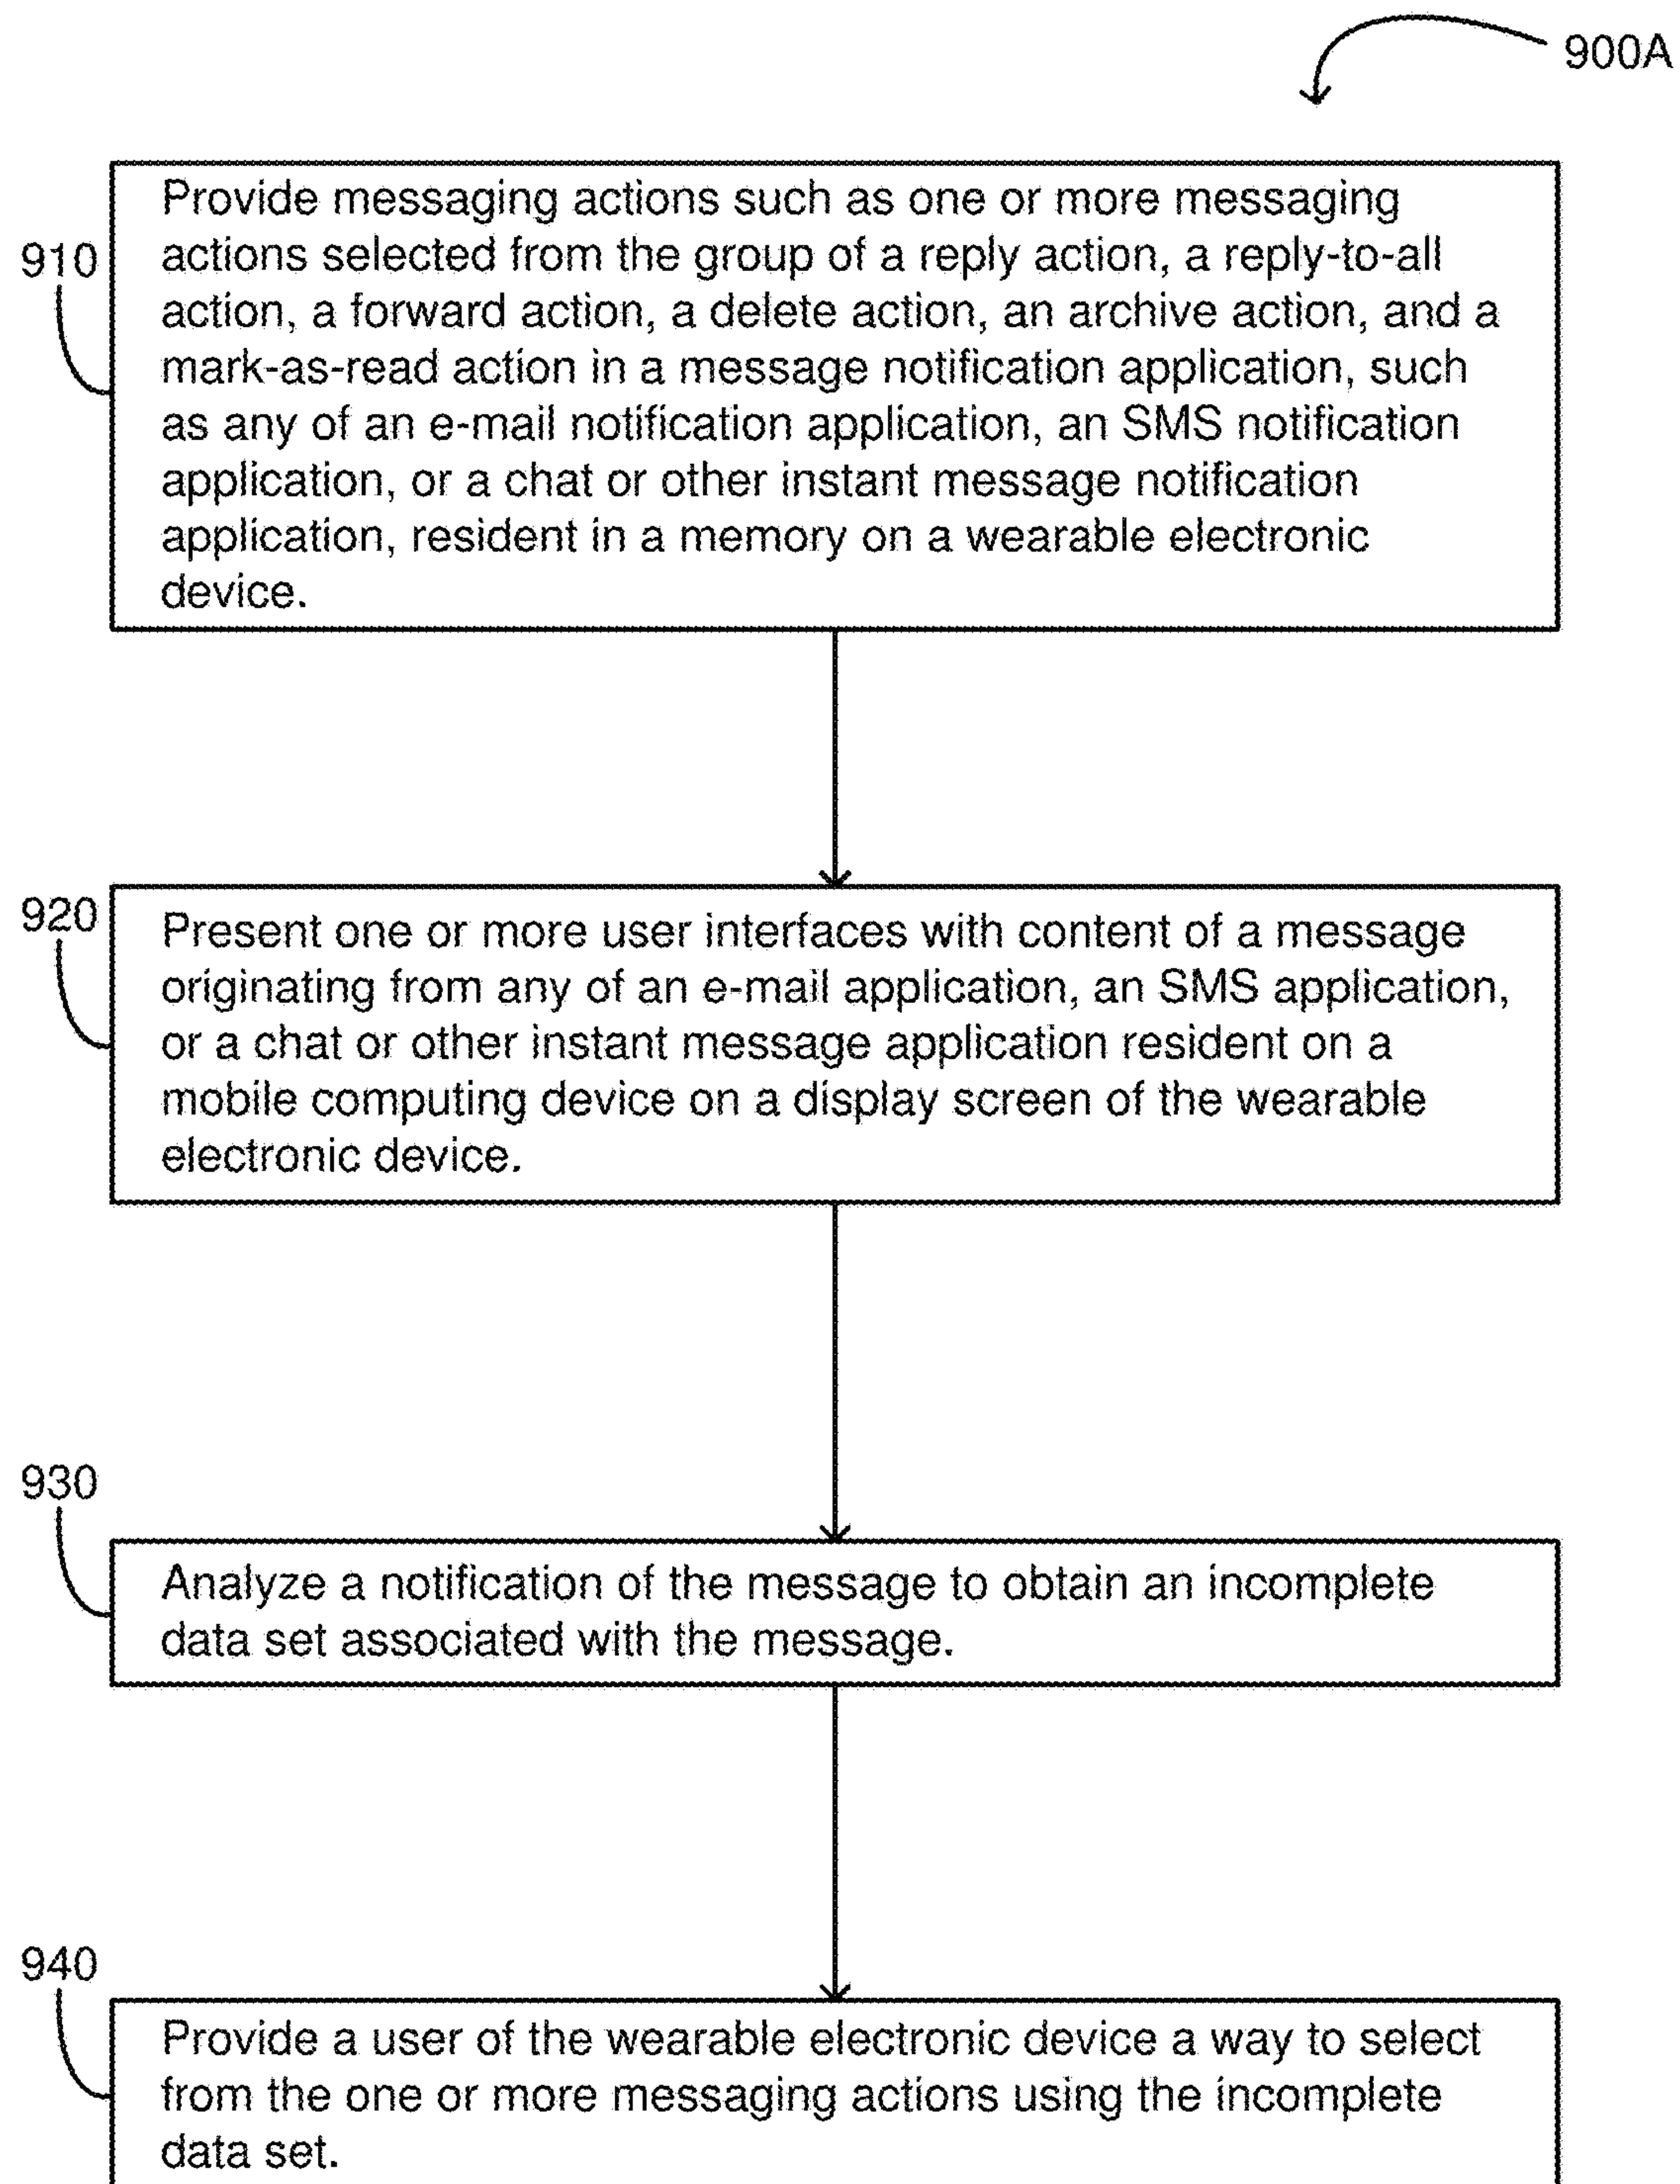 900A
910
Provide messaging actions such as one or more messaging
actions selected from the group of a reply action, a reply-to-all
action, a forward action, a delete action, an archive action, and a
mark-as-read action in a message notification application, such
as any of an e-mail notification application, an SMS notification
application, or a chat or other instant message notification
application, resident in a memory on a wearable electronic
device.
920
Present one or more user interfaces with content of a message
originating from any of an e-mail application, an SMS application,
or a chat or other instant message application resident on a
mobile computing device on a display screen of the wearable
electronic device.
930
Analyze a notification of the message to obtain an incomplete
data set associated with the message.
940
Provide a user of the wearable electronic device a way to select
from the one or more messaging actions using the incomplete
data set.